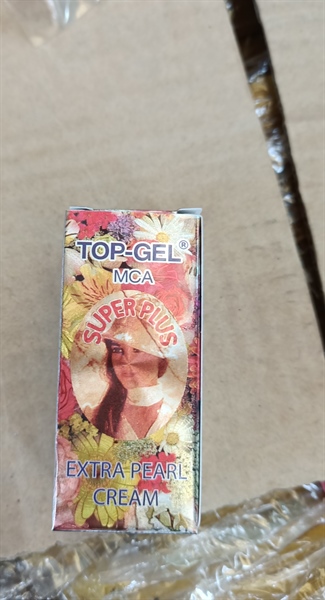 TOP-GEL®
MCA
SUPER PLUS
EXTRA PEARL
CREAM